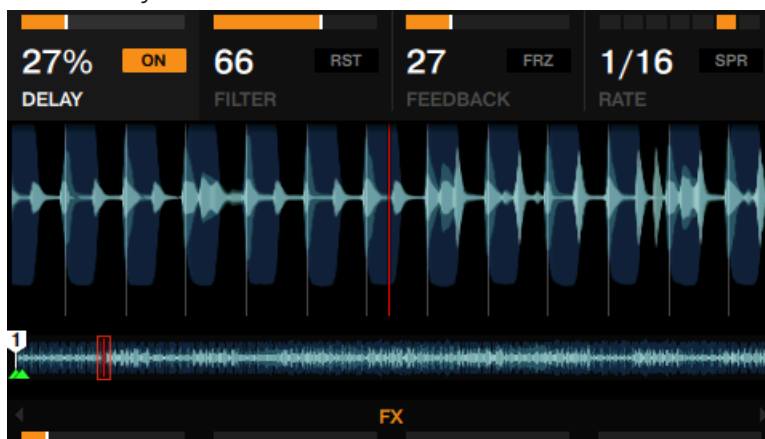 27% ON 66 RST 27 FRZ 1/16 SPR
DELAY FILTER FEEDBACK RATE
1
FX